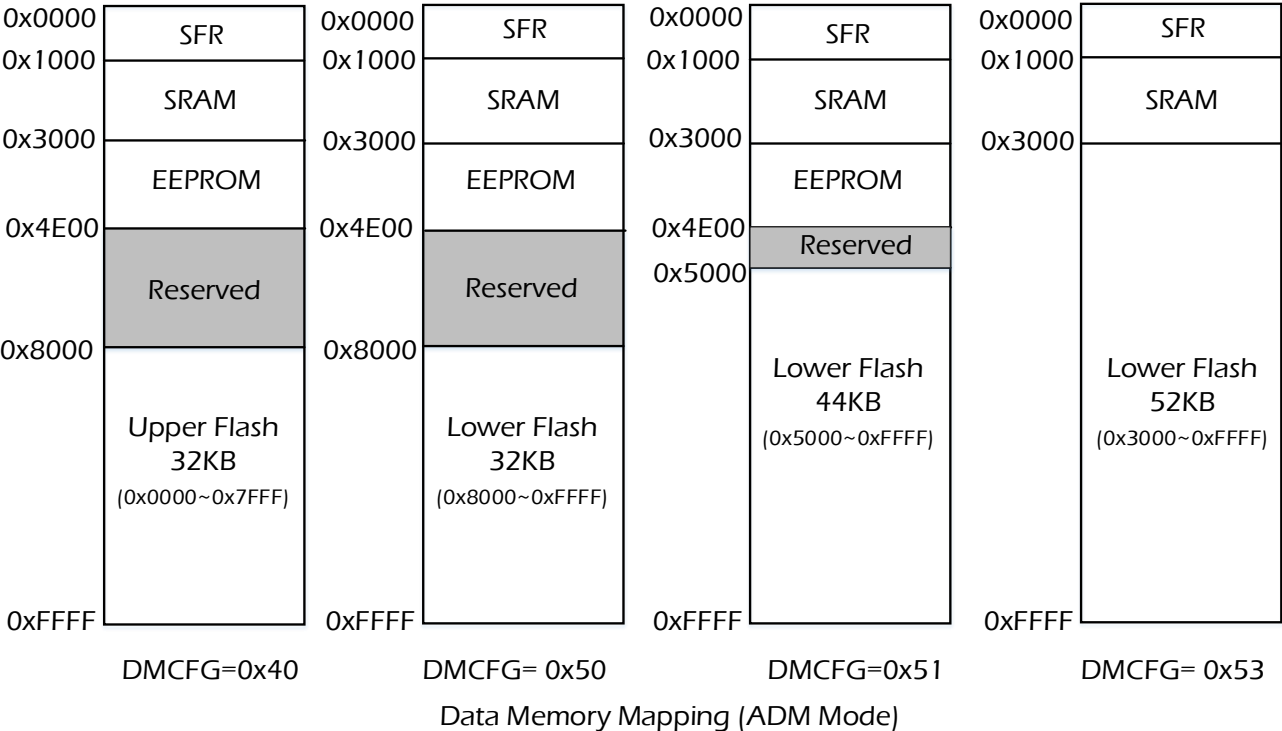 0x0000
SFR
0x1000
SRAM
0x3000
EEPROM
0x4E00
Reserved
0x8000
Upper Flash
32KB
(0x0000~0x7FFF)
0xFFFF
DMCFG=0x40
0x0000
SFR
0x1000
SRAM
0x3000
EEPROM
0x4E00
Reserved
0x8000
Lower Flash
32KB
(0x8000~0xFFFF)
0xFFFF
DMCFG= 0x50
0x0000
SFR
0x1000
SRAM
0x3000
EEPROM
0x4E00
Reserved
0x5000
Lower Flash
44KB
(0x5000~0xFFFF)
0xFFFF
DMCFG=0x51
0x0000
SFR
0x1000
SRAM
0x3000
Lower Flash
52KB
(0x3000~0xFFFF)
0xFFFF
DMCFG= 0x53
Data Memory Mapping (ADM Mode)